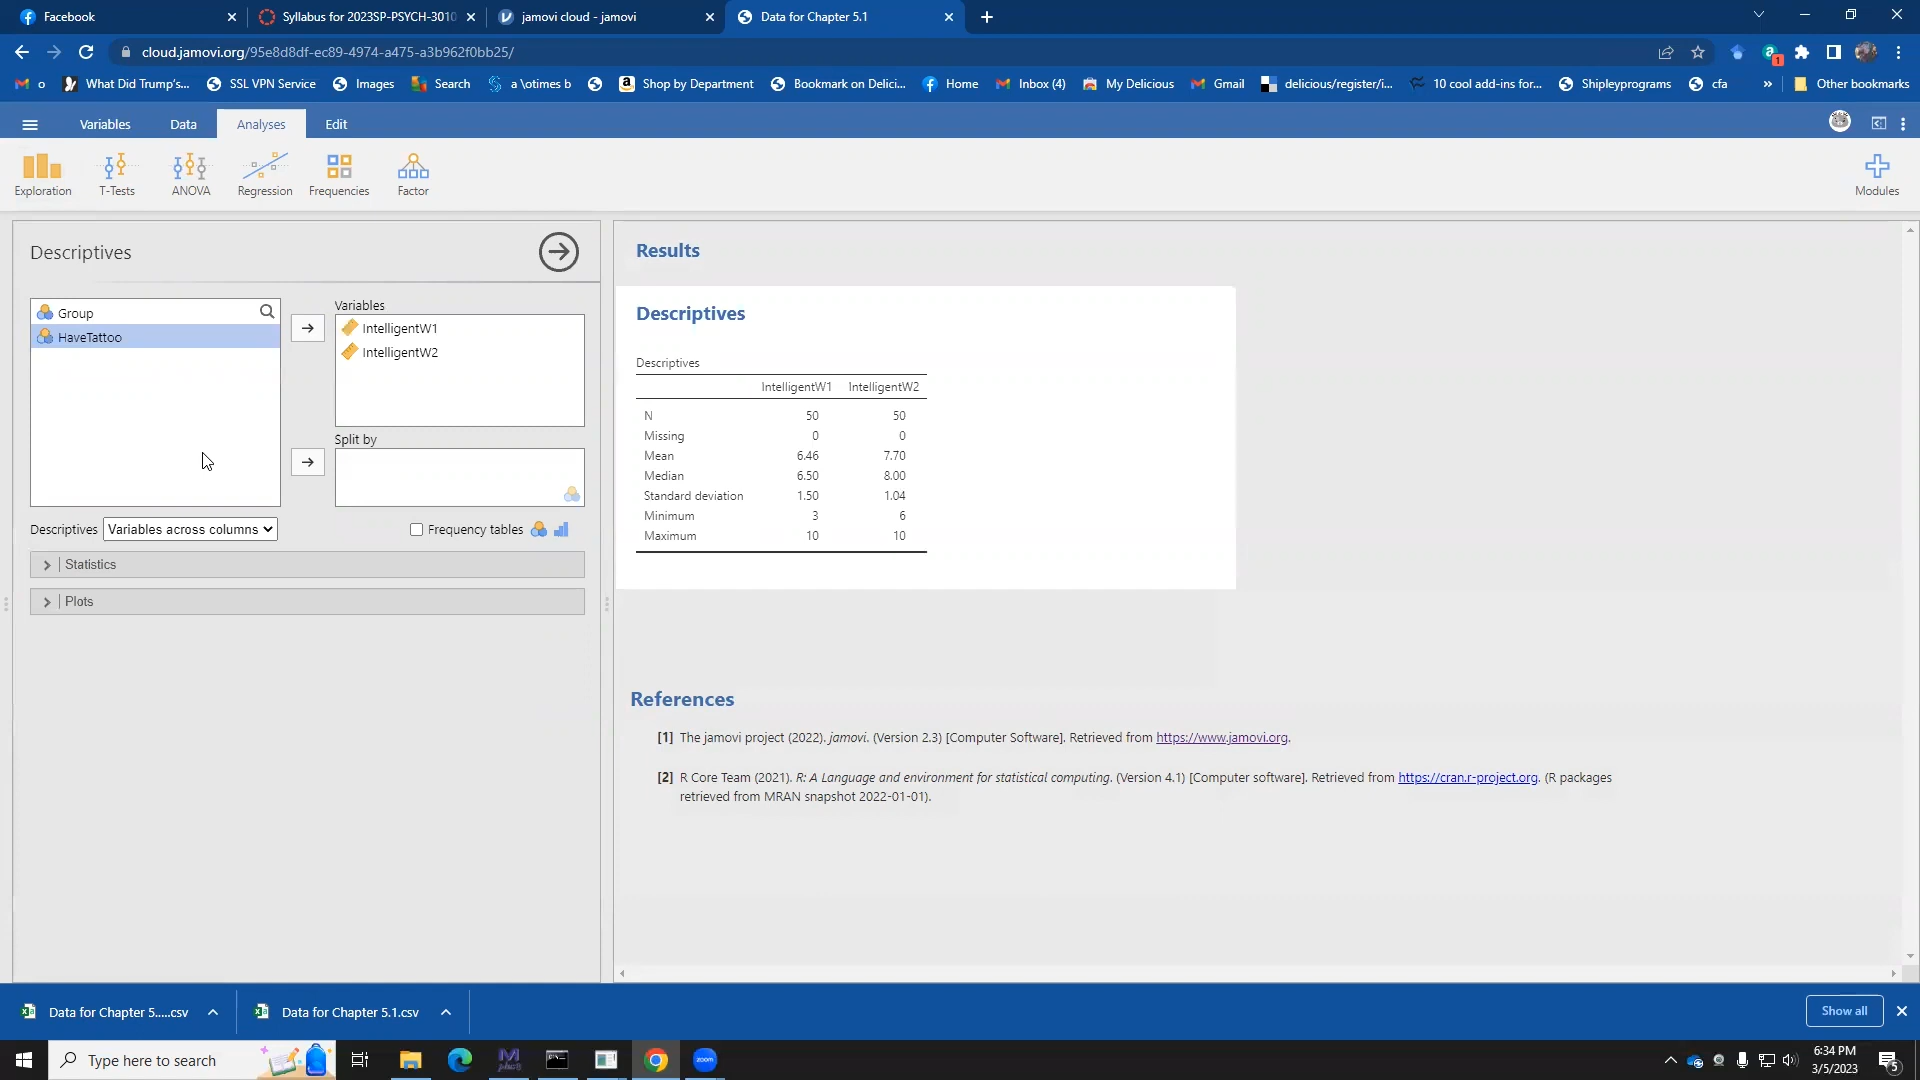 Facebook
Syllabus for 2023SP-PSYCH-3010
jamovi cloud - jamovi
Data for Chapter 5.1
cloud.jamovi.org/95e8d8df-ec89-4974-a475-a3b962f0bb25/
1
o
What Did Trump's...
SSL VPN Service
Images
Search
a \otimes b
Shop by Department
Bookmark on Delici...
Home
Inbox (4)
My Delicious
Gmail
delicious/register/i...
10 cool add-ins for...
Shipleyprograms
cfa
»
Other bookmarks
Variables
Data
Analyses
Edit
Exploration
T-Tests
ANOVA
Regression
Frequencies
Factor
Modules
Descriptives
Group
HaveTattoo
Variables
IntelligentW1
IntelligentW2
Split by
Descriptives
Variables across columns
Frequency tables
Statistics
Plots
Results
Descriptives
Descriptives
IntelligentW1 IntelligentW2
N 50 50
Missing 0 0
Mean 6.46 7.70
Median 6.50 8.00
Standard deviation 1.50 1.04
Minimum 3 6
Maximum 10 10
References
[1] The jamovi project (2022). jamovi. (Version 2.3) [Computer Software]. Retrieved from https://www.jamovi.org.
[2] R Core Team (2021). R: A Language and environment for statistical computing. (Version 4.1) [Computer software]. Retrieved from https://cran.r-project.org. (R packages
retrieved from MRAN snapshot 2022-01-01).
Data for Chapter 5.....csv
Data for Chapter 5.1.csv
Show all
Type here to search
zoom
6:34 PM
3/5/2023
5